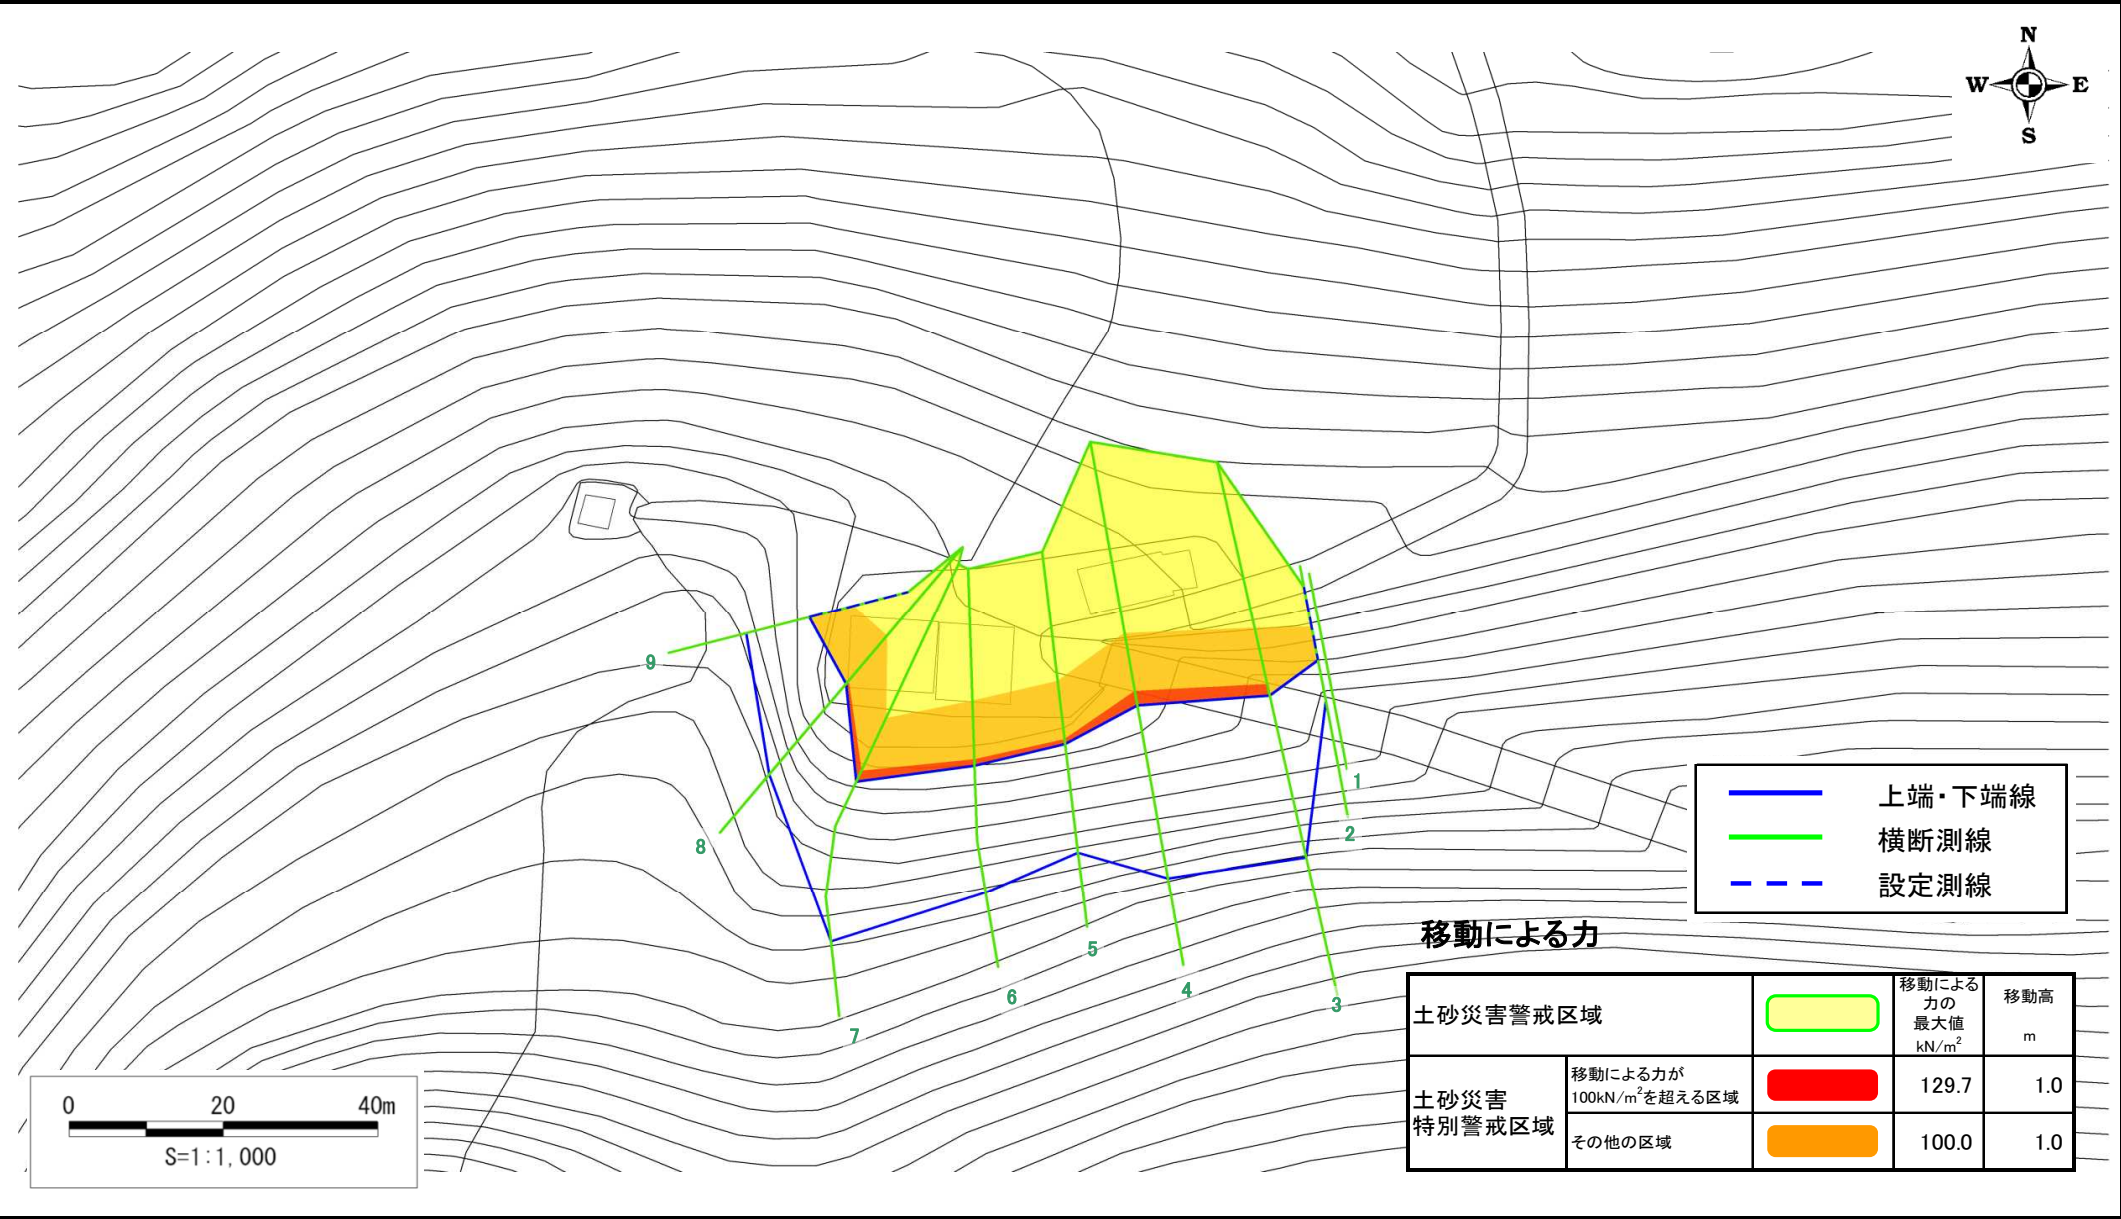 N
W E
S
9
8
7
6
5
4
3
2
1
上端・下端線
横断測線
設定測線
移動による力
土砂災害警戒区域
移動による
力の
最大値
kN/m²
移動高
m
土砂災害
特別警戒区域
移動による力が
100kN/m²を超える区域
129.7
1.0
その他の区域
100.0
1.0
0 20 40m
S=1:1,000